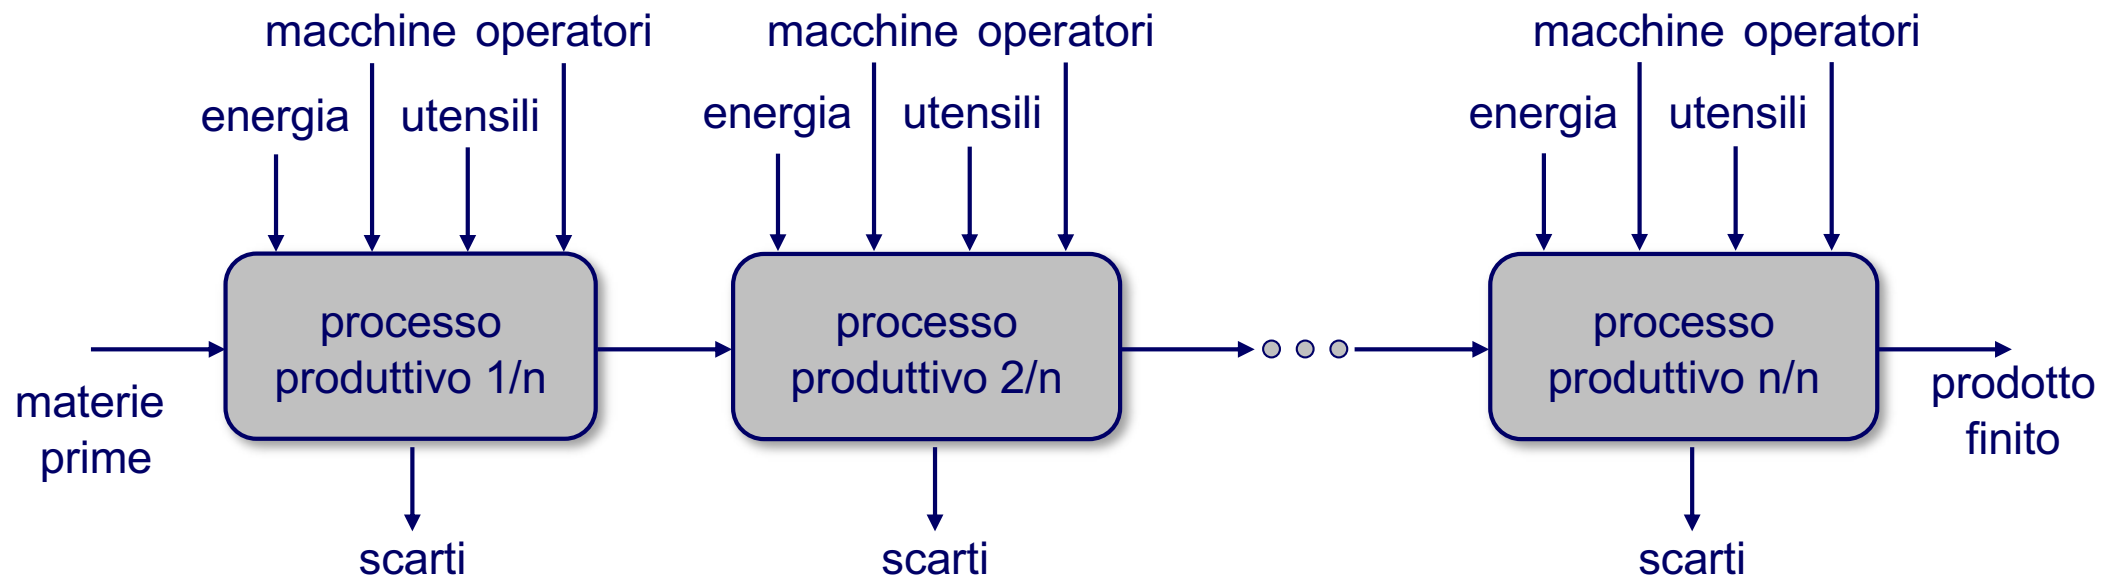 macchine operatori
macchine operatori
macchine operatori
energia
utensili
energia
utensili
energia
utensili
processo
produttivo 1/n
processo
produttivo 2/n
processo
produttivo n/n
materie
prime
prodotto
finito
scarti
scarti
scarti